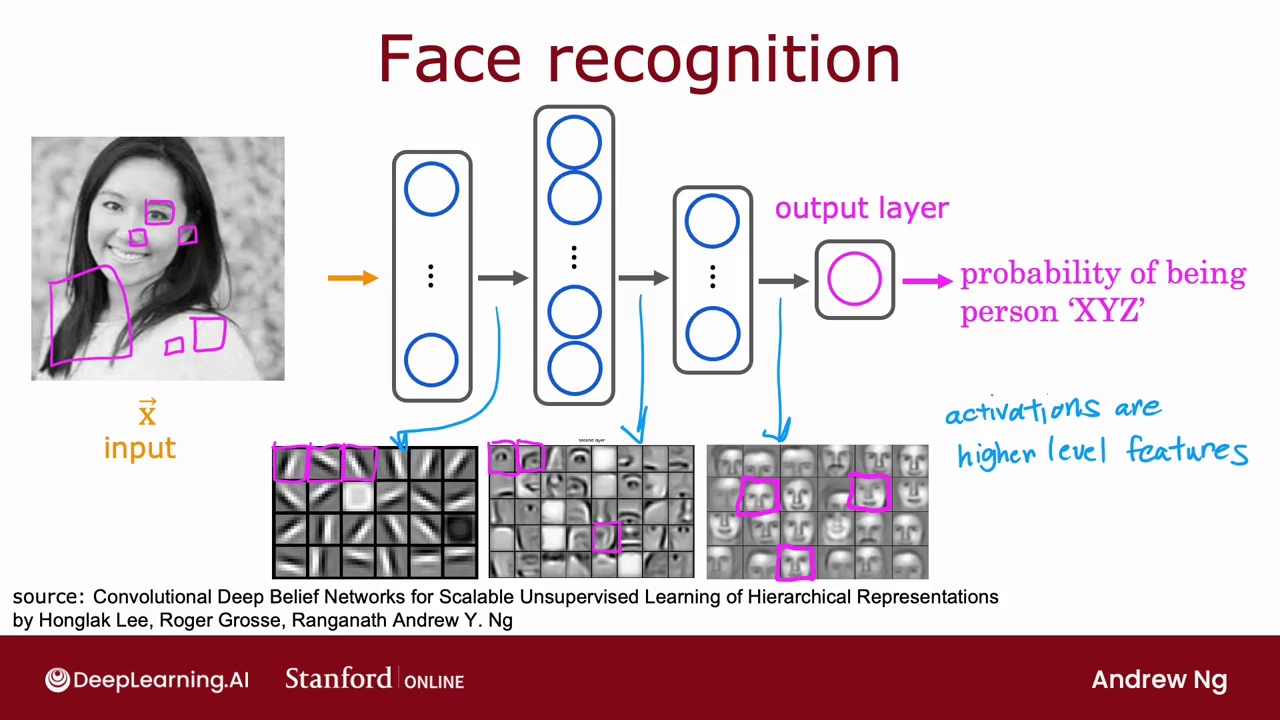 Face recognition
output layer
probability of being
person ‘XYZ’
x⃗
input
activations are
higher level features
second layer
source: Convolutional Deep Belief Networks for Scalable Unsupervised Learning of Hierarchical Representations
by Honglak Lee, Roger Grosse, Ranganath Andrew Y. Ng
DeepLearning.AI
Stanford | ONLINE
Andrew Ng